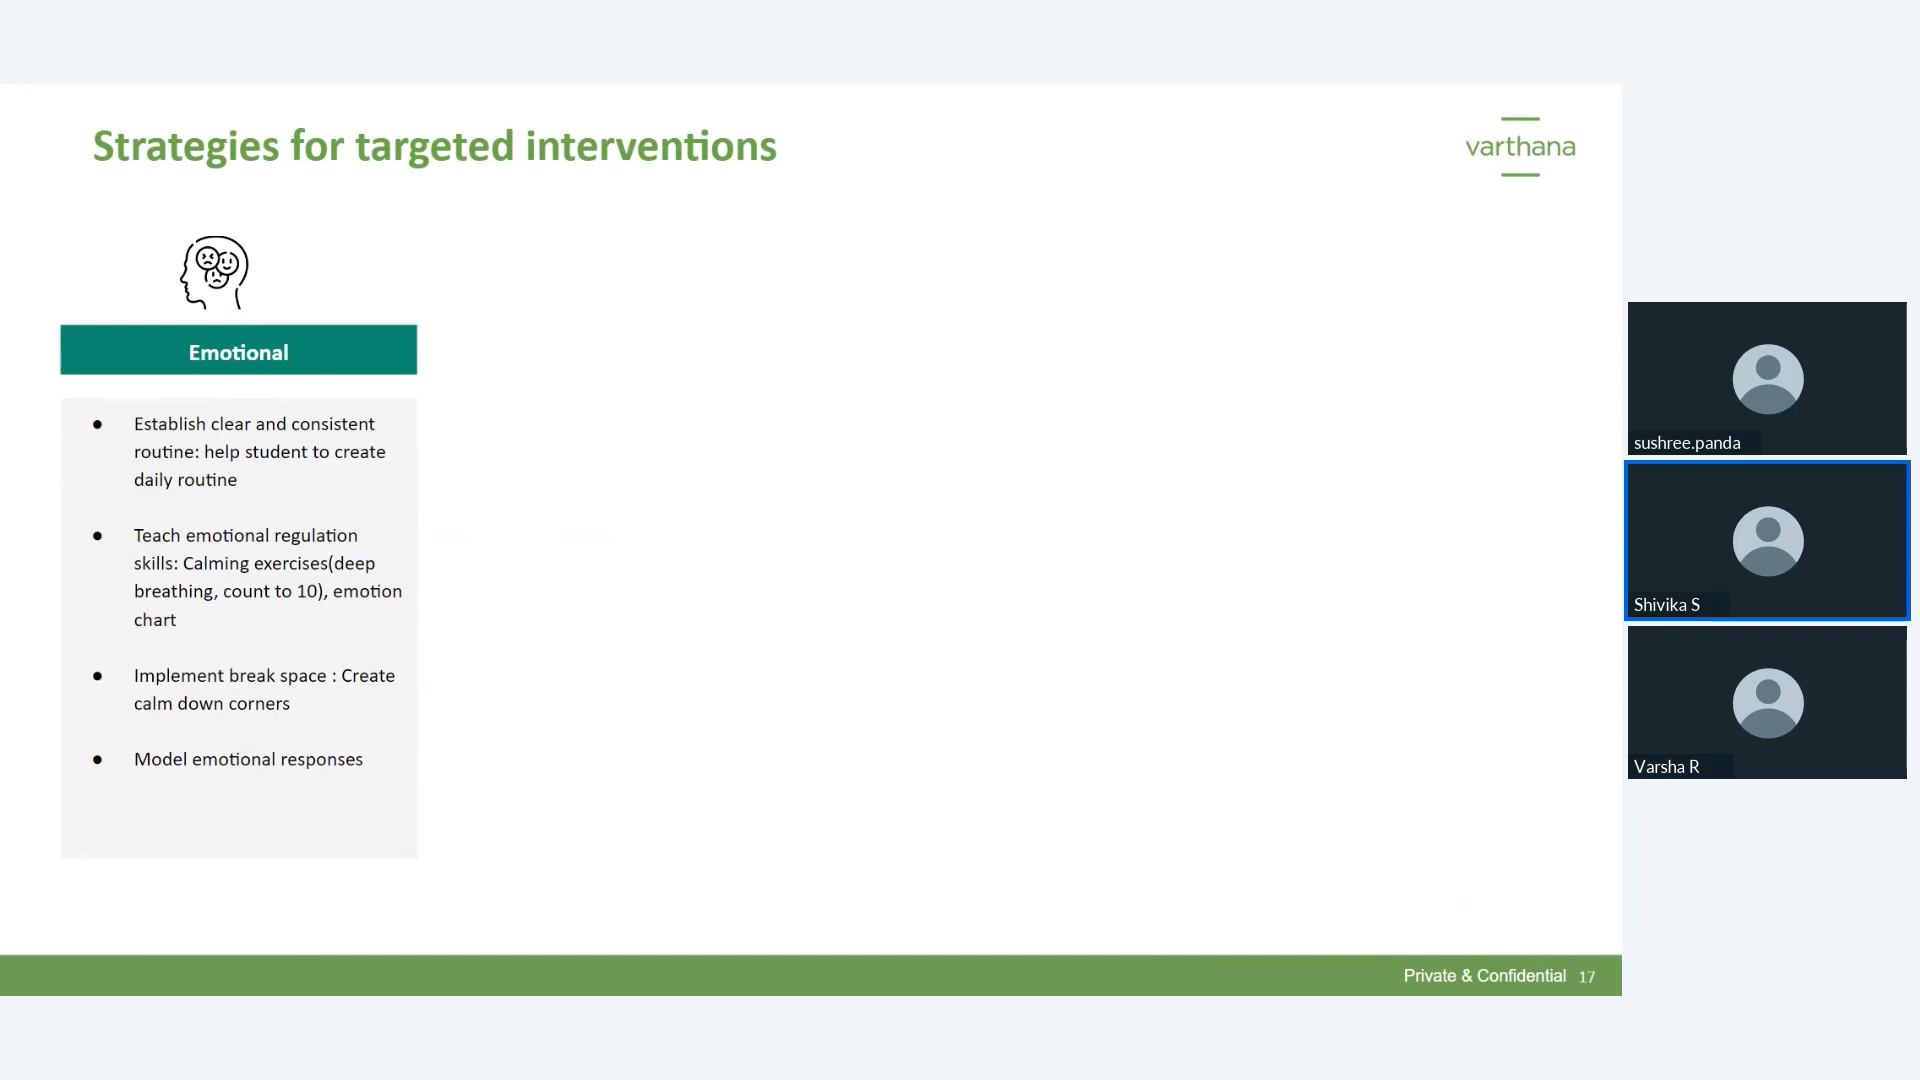 Strategies for targeted interventions
varthana
Emotional
● Establish clear and consistent
routine: help student to create
daily routine
● Teach emotional regulation
skills: Calming exercises(deep
breathing, count to 10), emotion
chart
● Implement break space : Create
calm down corners
● Model emotional responses
Private & Confidential 17
sushree.panda
Shivika S
Varsha R